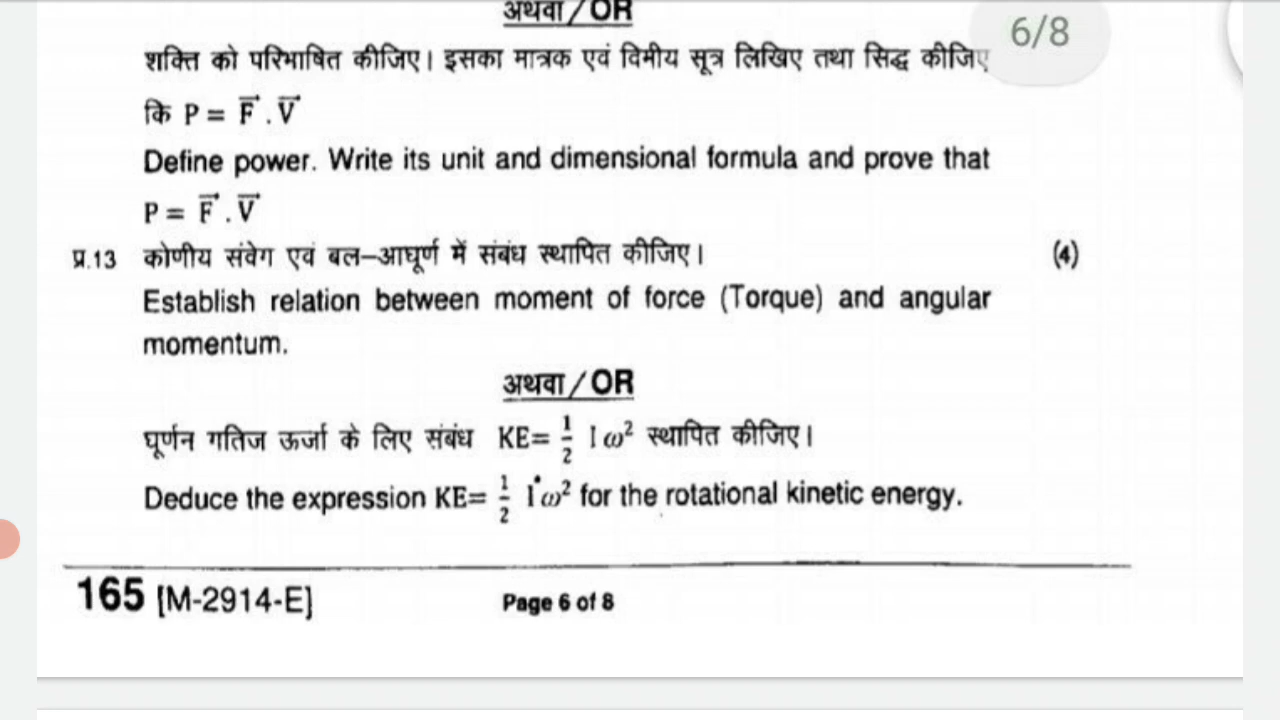 अथवा / OR
6/8
शक्ति को परिभाषित कीजिए। इसका मात्रक एवं विमीय सूत्र लिखिए तथा सिद्ध कीजिए
कि P = F⃗ . V⃗
Define power. Write its unit and dimensional formula and prove that
P = F⃗ . V⃗
प्र.13 कोणीय संवेग एवं बल–आघूर्ण में संबंध स्थापित कीजिए। (4)
Establish relation between moment of force (Torque) and angular
momentum.
अथवा / OR
घूर्णन गतिज ऊर्जा के लिए संबंध KE= 1/2 I ω² स्थापित कीजिए।
Deduce the expression KE= 1/2 I ω² for the rotational kinetic energy.
165 [M-2914-E] Page 6 of 8